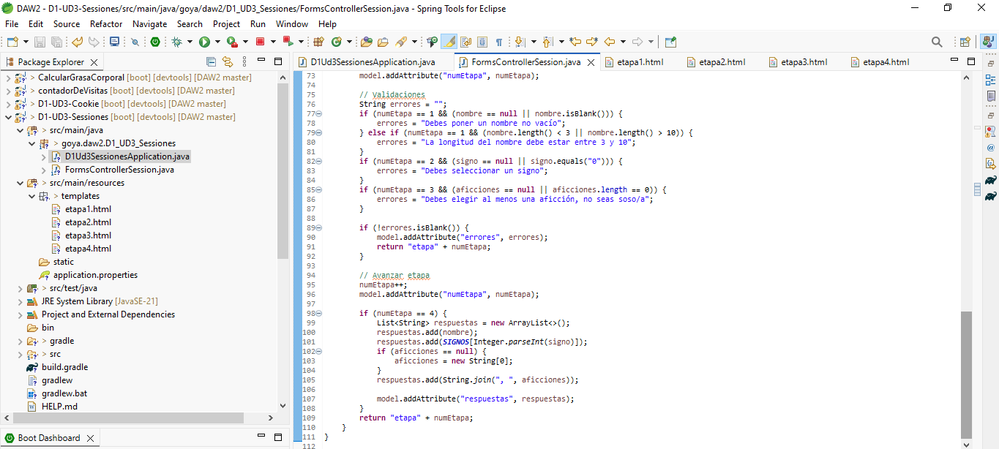 DAW2 - D1-UD3-Sessiones/src/main/java/goya/daw2/D1_UD3_Sessiones/FormsControllerSession.java - Spring Tools for Eclipse
File Edit Source Refactor Navigate Search Project Run Window Help
Package Explorer
> CalcularGrasaCorporal [boot] [devtools] [DAW2 master]
> contadorDeVisitas [boot] [devtools] [DAW2 master]
> D1-UD3-Cookie [boot] [devtools] [DAW2 master]
> D1-UD3-Sessiones [boot] [devtools] [DAW2 master]
> src/main/java
> goya.daw2.D1_UD3_Sessiones
D1Ud3SessionesApplication.java
FormsControllerSession.java
> src/main/resources
> templates
etapa1.html
etapa2.html
etapa3.html
etapa4.html
static
application.properties
> src/test/java
JRE System Library [JavaSE-21]
Project and External Dependencies
bin
> gradle
> src
build.gradle
gradlew
gradlew.bat
HELP.md
Boot Dashboard
D1Ud3SessionesApplication.java FormsControllerSession.java etapa1.html etapa2.html etapa3.html etapa4.html
73 model.addAttribute("numEtapa", numEtapa);
74
75 // Validaciones
76 String errores = "";
77 if (numEtapa == 1 && (nombre == null || nombre.isBlank())) {
78 errores = "Debes poner un nombre no vacío";
79 } else if (numEtapa == 1 && (nombre.length() < 3 || nombre.length() > 10)) {
80 errores = "La longitud del nombre debe estar entre 3 y 10";
81 }
82 if (numEtapa == 2 && (signo == null || signo.equals("0"))) {
83 errores = "Debes seleccionar un signo";
84 }
85 if (numEtapa == 3 && (aficciones == null || aficciones.length == 0)) {
86 errores = "Debes elegir al menos una aficción, no seas soso/a";
87 }
88
89 if (!errores.isBlank()) {
90 model.addAttribute("errores", errores);
91 return "etapa" + numEtapa;
92 }
93
94 // Avanzar etapa
95 numEtapa++;
96 model.addAttribute("numEtapa", numEtapa);
97
98 if (numEtapa == 4) {
99 List<String> respuestas = new ArrayList<>();
100 respuestas.add(nombre);
101 respuestas.add(SIGNOS[Integer.parseInt(signo)]);
102 if (aficciones == null) {
103 aficciones = new String[0];
104 }
105 respuestas.add(String.join(", ", aficciones));
106
107 model.addAttribute("respuestas", respuestas);
108 }
109 return "etapa" + numEtapa;
110 }
111 }
112